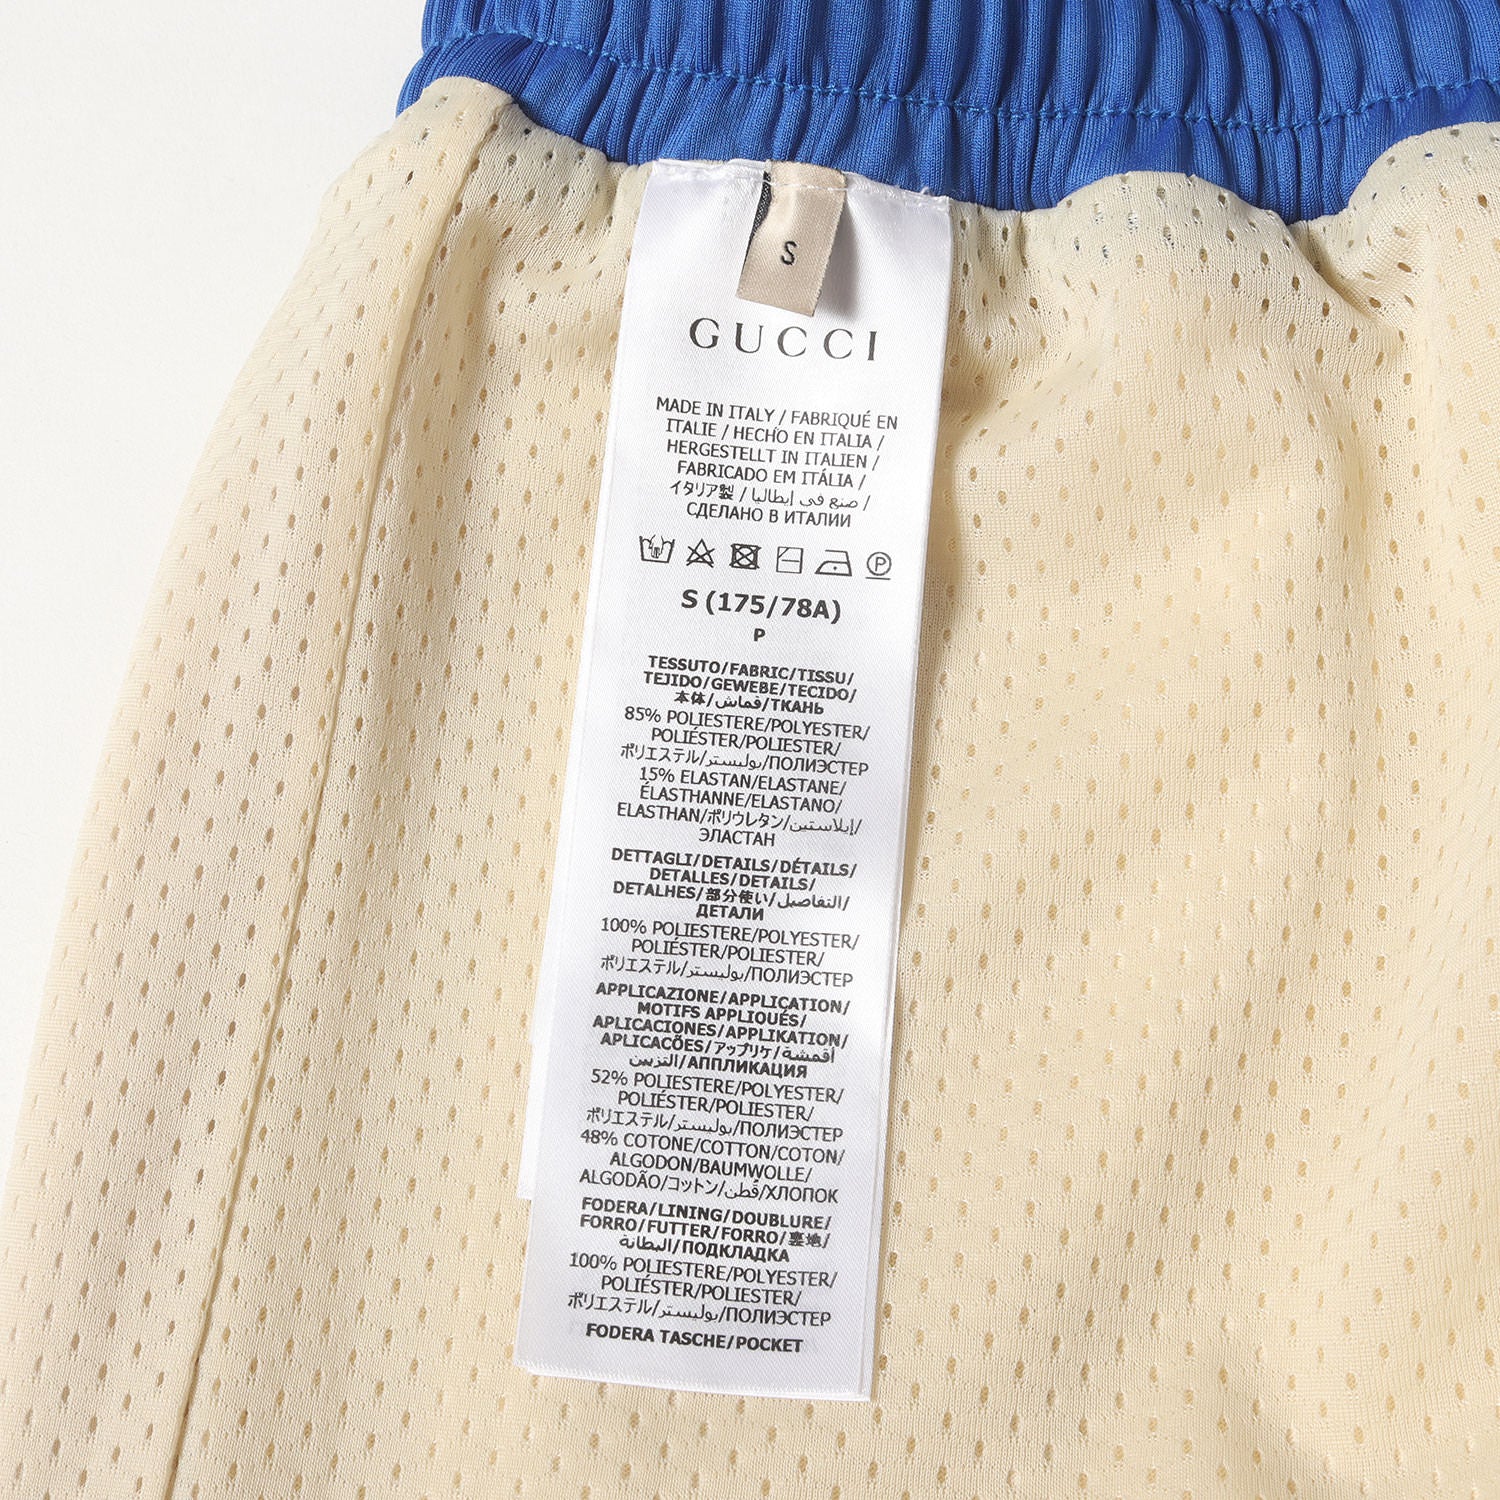 S
GUCCI
MADE IN ITALY / FABRIQUÉ EN
ITALIE / HECHO EN ITALIA /
HERGESTELLT IN ITALIEN /
FABRICADO EM ITÁLIA /
イタリア製 / صنع في إيطاليا /
СДЕЛАНО В ИТАЛИИ
P
S (175/78A)
P
TESSUTO/FABRIC/TISSU/
TEJIDO/GEWEBE/TECIDO/
本体/قماش/ТКАНЬ
85% POLIESTERE/POLYESTER/
POLIÉSTER/POLIESTER/
ポリエステル/بوليستر/ПОЛИЭСТЕР
15% ELASTAN/ELASTANE/
ÉLASTHANNE/ELASTANO/
ELASTHAN/ポリウレタン/إيلاستين/
ЭЛАСТАН
DETTAGLI/DETAILS/DÉTAILS/
DETALLES/DETAILS/
DETALHES/部分使い/التفاصيل/
ДЕТАЛИ
100% POLIESTERE/POLYESTER/
POLIÉSTER/POLIESTER/
ポリエステル/بوليستر/ПОЛИЭСТЕР
APPLICAZIONE/APPLICATION/
MOTIFS APPLIQUÉS/
APLICACIONES/APPLIKATION/
APLICACÕES/アップリケ/أقمشة
التزيين/АППЛИКАЦИЯ
52% POLIESTERE/POLYESTER/
POLIÉSTER/POLIESTER/
ポリエステル/بوليستر/ПОЛИЭСТЕР
48% COTONE/COTTON/COTON/
ALGODON/BAUMWOLLE/
ALGODÃO/コットン/قطن/ХЛОПОК
FODERA/LINING/DOUBLURE/
FORRO/FUTTER/FORRO/裏地/
البطانة/ПОДКЛАДКА
100% POLIESTERE/POLYESTER/
POLIÉSTER/POLIESTER/
ポリエステル/بوليستر/ПОЛИЭСТЕР
FODERA TASCHE/POCKET